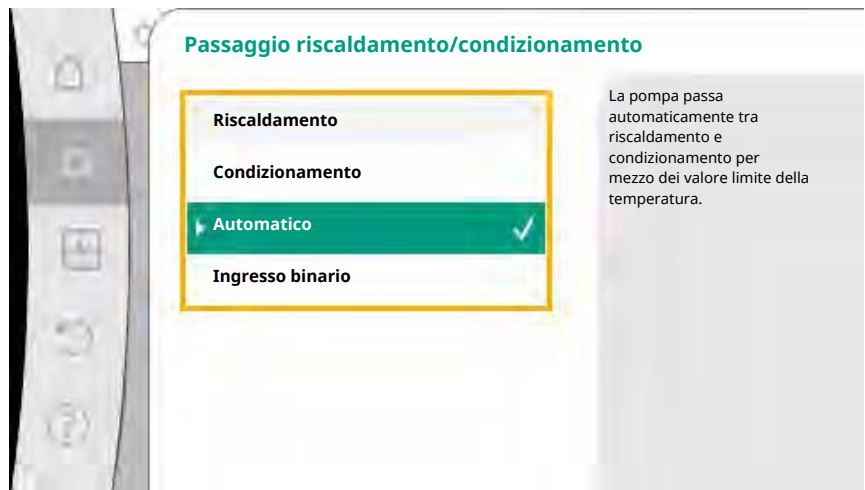 Passaggio riscaldamento/condizionamento
Riscaldamento
Condizionamento
Automatico
Ingresso binario
La pompa passa
automaticamente tra
riscaldamento e
condizionamento per
mezzo dei valore limite della
temperatura.